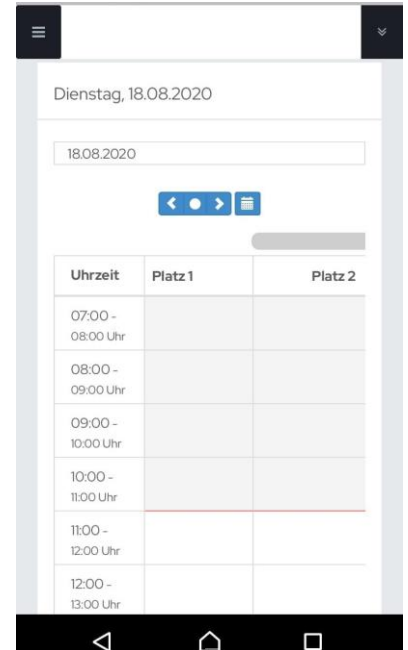 Dienstag, 18.08.2020
18.08.2020
Uhrzeit Platz 1 Platz 2
07:00 -
08:00 Uhr
08:00 -
09:00 Uhr
09:00 -
10:00 Uhr
10:00 -
11:00 Uhr
11:00 -
12:00 Uhr
12:00 -
13:00 Uhr